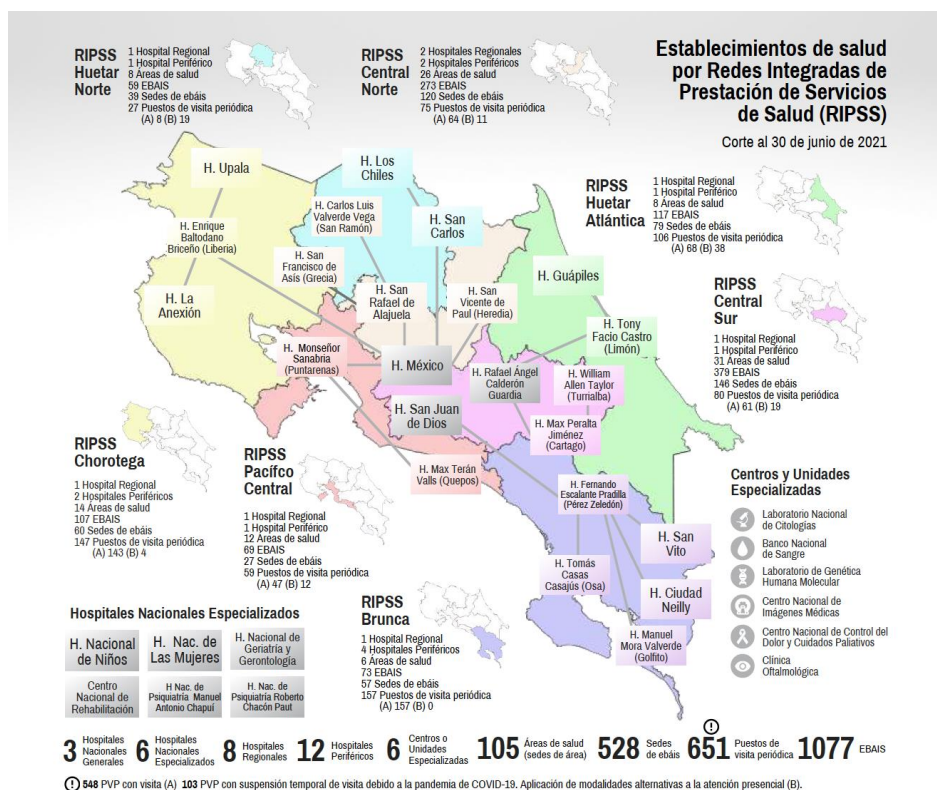 Establecimientos de salud
por Redes Integradas de
Prestación de Servicios
de Salud (RIPSS)
Corte al 30 de junio de 2021
RIPSS
Huetar
Norte
1 Hospital Regional
1 Hospital Periférico
8 Áreas de salud
59 EBAIS
39 Sedes de ebáis
27 Puestos de visita periódica
(A) 8 (B) 19
RIPSS
Central
Norte
2 Hospitales Regionales
2 Hospitales Periféricos
26 Áreas de salud
273 EBAIS
120 Sedes de ebáis
75 Puestos de visita periódica
(A) 64 (B) 11
RIPSS
Huetar
Atlántica
1 Hospital Regional
1 Hospital Periférico
8 Áreas de salud
117 EBAIS
79 Sedes de ebáis
106 Puestos de visita periódica
(A) 68 (B) 38
RIPSS
Central
Sur
1 Hospital Regional
1 Hospital Periférico
31 Áreas de salud
379 EBAIS
146 Sedes de ebáis
80 Puestos de visita periódica
(A) 61 (B) 19
H. Upala
H. Los
Chiles
H. Carlos Luis
Valverde Vega
(San Ramón)
H. San
Carlos
H. Enrique
Baltodano
Briceño (Liberia)
H. San
Francisco de
Asís (Grecia)
H. Guápiles
H. La
Anexión
H. San
Rafael de
Alajuela
H. San
Vicente de
Paul (Heredia)
H. Tony
Facio Castro
(Limón)
H. Monseñor
Sanabria
(Puntarenas)
H. México
H. Rafael Ángel
Calderón
Guardia
H. William
Allen Taylor
(Turrialba)
H. San Juan
de Dios
H. Max Peralta
Jiménez
(Cartago)
H. Max Terán
Valls (Quepos)
H. Fernando
Escalante Pradilla
(Pérez Zeledón)
H. San
Vito
H. Tomás
Casas
Casajús (Osa)
H. Ciudad
Neilly
H. Manuel
Mora Valverde
(Golfito)
RIPSS
Chorotega
1 Hospital Regional
2 Hospitales Periféricos
14 Áreas de salud
107 EBAIS
60 Sedes de ebáis
147 Puestos de visita periódica
(A) 143 (B) 4
RIPSS
Pacífco
Central
1 Hospital Regional
1 Hospital Periférico
12 Áreas de salud
69 EBAIS
27 Sedes de ebáis
59 Puestos de visita periódica
(A) 47 (B) 12
RIPSS
Brunca
1 Hospital Regional
4 Hospitales Periféricos
6 Áreas de salud
73 EBAIS
57 Sedes de ebáis
157 Puestos de visita periódica
(A) 157 (B) 0
Centros y Unidades
Especializadas
Laboratorio Nacional
de Citologías
Banco Nacional
de Sangre
Laboratorio de Genética
Humana Molecular
Centro Nacional de
Imágenes Médicas
Centro Nacional de Control del
Dolor y Cuidados Paliativos
Clínica
Oftalmológica
Hospitales Nacionales Especializados
H. Nacional
de Niños
H. Nac. de
Las Mujeres
H. Nacional de
Geriatría y
Gerontología
Centro
Nacional de
Rehabilitación
H Nac. de
Psiquiatría Manuel
Antonio Chapuí
H. Nac. de
Psiquiatría Roberto
Chacón Paut
3 Hospitales
Nacionales
Generales
6 Hospitales
Nacionales
Especializados
8 Hospitales
Regionales
12 Hospitales
Periféricos
6 Centros o
Unidades
Especializadas
105 Áreas de salud
(sedes de área)
528 Sedes
de ebáis
651 Puestos de
visita periódica
1077 EBAIS
548 PVP con visita (A) 103 PVP con suspensión temporal de visita debido a la pandemia de COVID-19. Aplicación de modalidades alternativas a la atención presencial (B).